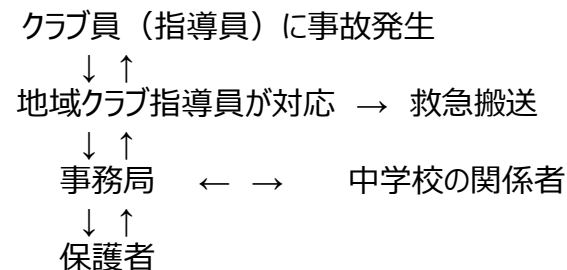 クラブ員（指導員）に事故発生
↓ ↑
地域クラブ指導員が対応 → 救急搬送
↓ ↑
事務局 ← → 中学校の関係者
↓ ↑
保護者